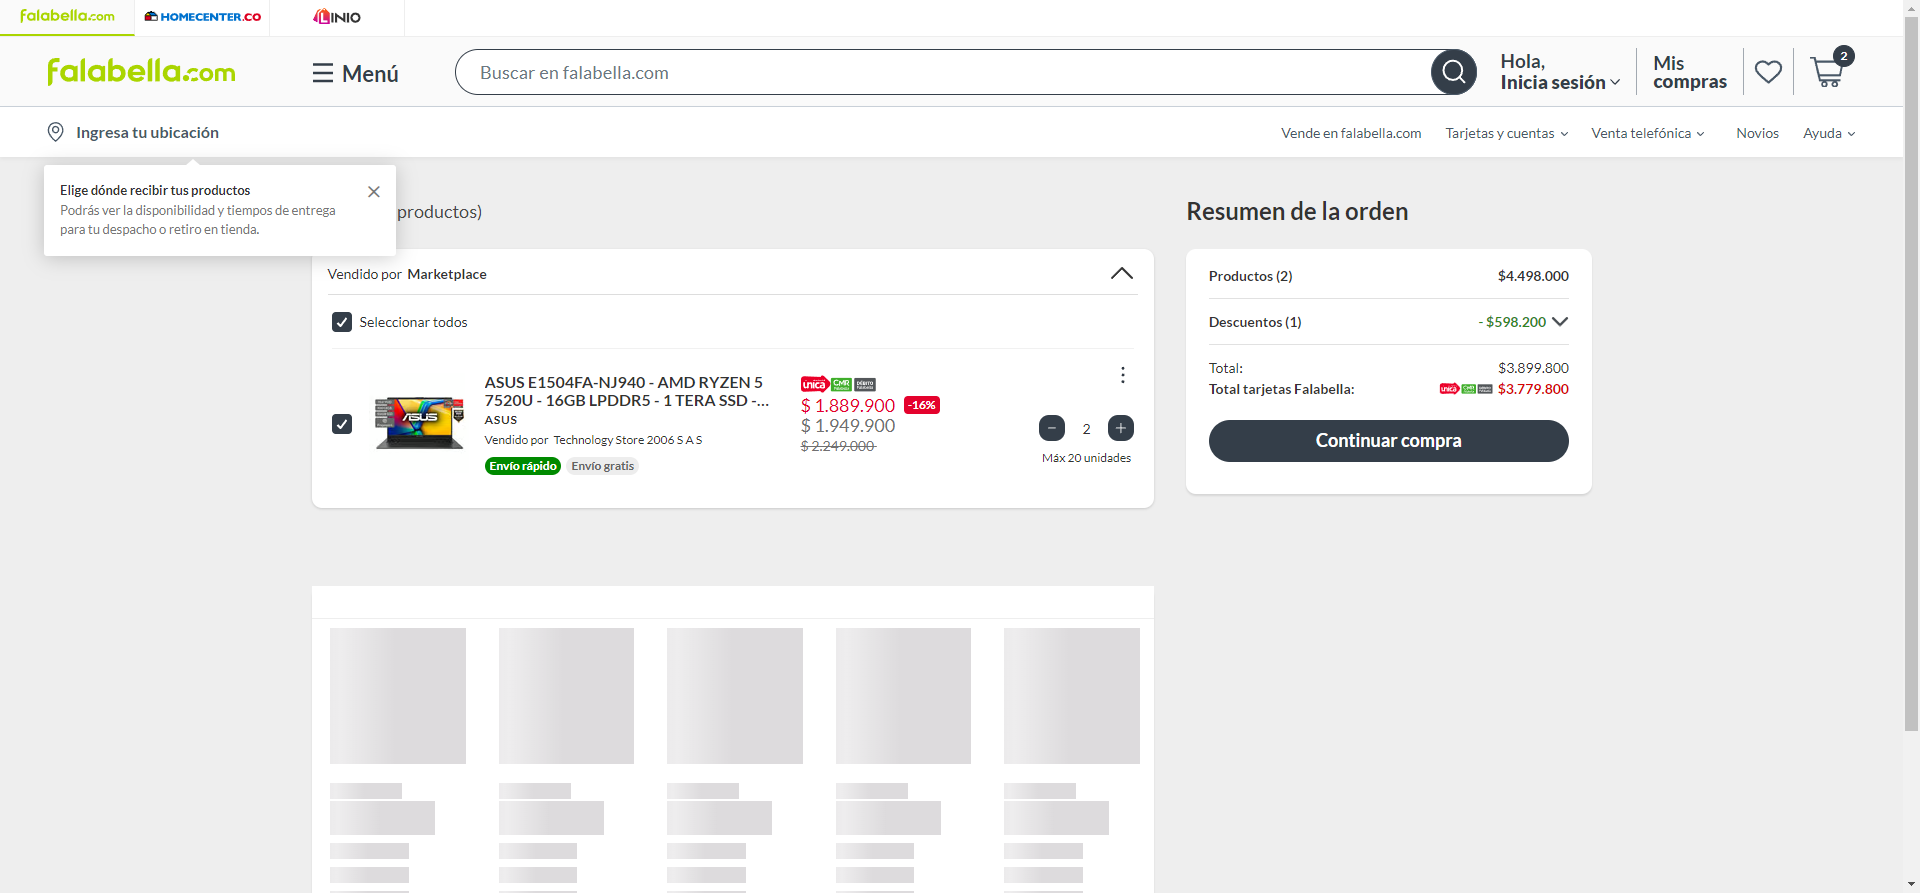 falabella.com
HOMECENTER.CO
LINIO
falabella.com
Menú
Buscar en falabella.com
Hola,
Inicia sesión
Mis
compras
2
Ingresa tu ubicación
Vende en falabella.com
Tarjetas y cuentas
Venta telefónica
Novios
Ayuda
Elige dónde recibir tus productos
Podrás ver la disponibilidad y tiempos de entrega
para tu despacho o retiro en tienda.
productos)
Resumen de la orden
Vendido por Marketplace
Seleccionar todos
ASUS E1504FA-NJ940 - AMD RYZEN 5
7520U - 16GB LPDDR5 - 1 TERA SSD -...
ASUS
Vendido por Technology Store 2006 S A S
Envío rápido
Envío gratis
ASUS
única CMR DÉBITO
$ 1.889.900 -16%
$ 1.949.900
$ 2.249.000
2
Máx 20 unidades
Productos (2) $4.498.000
Descuentos (1) - $598.200
Total: $3.899.800
Total tarjetas Falabella: única CMR $3.779.800
Continuar compra